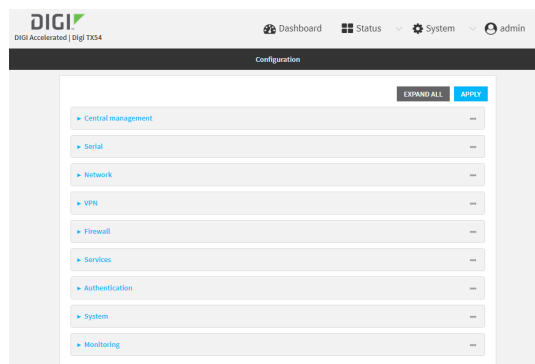 DIGI
DIGI Accelerated | Digi TX54
Dashboard Status System admin
Configuration
EXPAND ALL APPLY
Central management
Serial
Network
VPN
Firewall
Services
Authentication
System
Monitoring